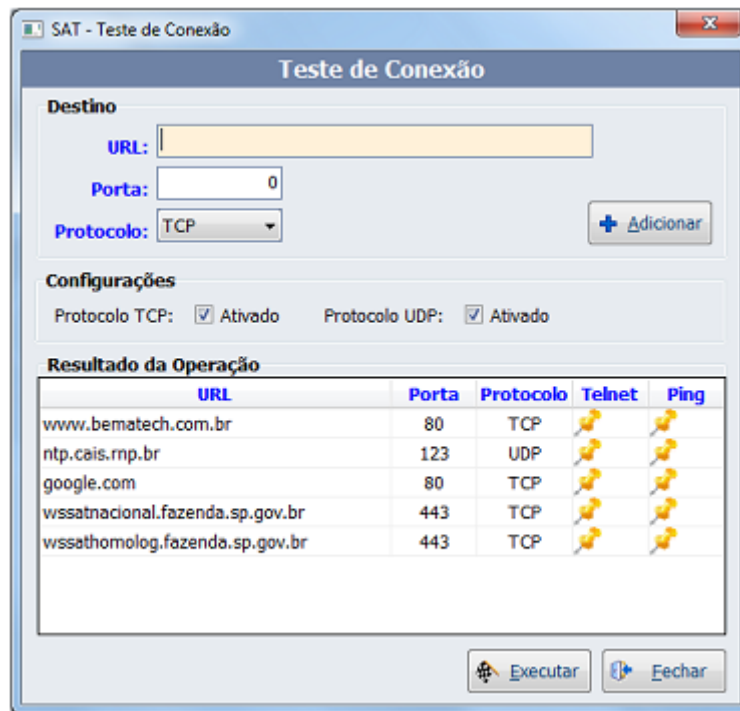 SAT - Teste de Conexão
Teste de Conexão
Destino
URL:
Porta: 0
Protocolo: TCP
Adicionar
Configurações
Protocolo TCP: Ativado Protocolo UDP: Ativado
Resultado da Operação
URL Porta Protocolo Telnet Ping
www.bematech.com.br 80 TCP
ntp.cais.rnp.br 123 UDP
google.com 80 TCP
wssatnacional.fazenda.sp.gov.br 443 TCP
wssathomolog.fazenda.sp.gov.br 443 TCP
Executar Fechar